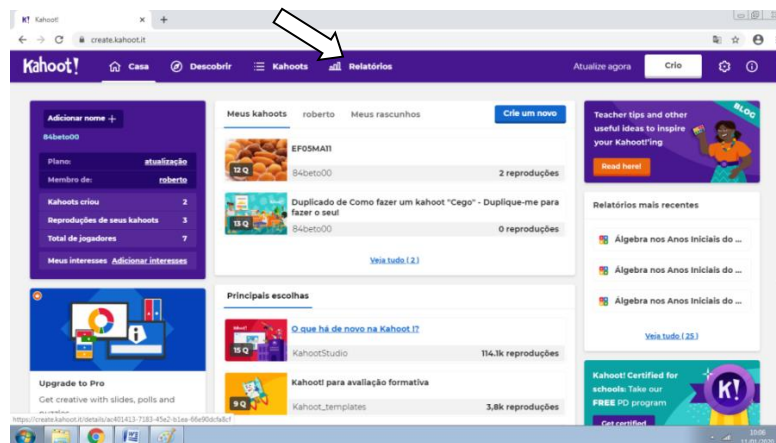 K! Kahoot!
create.kahoot.it
Kahoot! Casa Descobrir Kahoots Relatórios Atualize agora Crio
Adicionar nome +
84beto00
Plano: atualização
Membro de: roberto
Kahoots criou 2
Reproduções de seus kahoots 3
Total de jogadores 7
Meus interesses Adicionar interesses
Upgrade to Pro
Get creative with slides, polls and
Meus kahoots roberto Meus rascunhos Crie um novo
12 Q
EF05MA11
84beto00 2 reproduções
13 Q
Duplicado de Como fazer um kahoot "Cego" - Duplique-me para
fazer o seu!
84beto00 0 reproduções
Veja tudo ( 2 )
Principais escolhas
15 Q
O que há de novo na Kahoot !?
KahootStudio 114.1k reproduções
9 Q
Kahoot! para avaliação formativa
Kahoot_templates 3,8k reproduções
Teacher tips and other
useful ideas to inspire
your Kahoot!'ing
BLOG
Read here!
Relatórios mais recentes
Álgebra nos Anos Iniciais do ...
Álgebra nos Anos Iniciais do ...
Álgebra nos Anos Iniciais do ...
Veja tudo ( 25 )
Kahoot! Certified for
schools: Take our
FREE PD program
Get certified
K!
10:08
11/01/2020